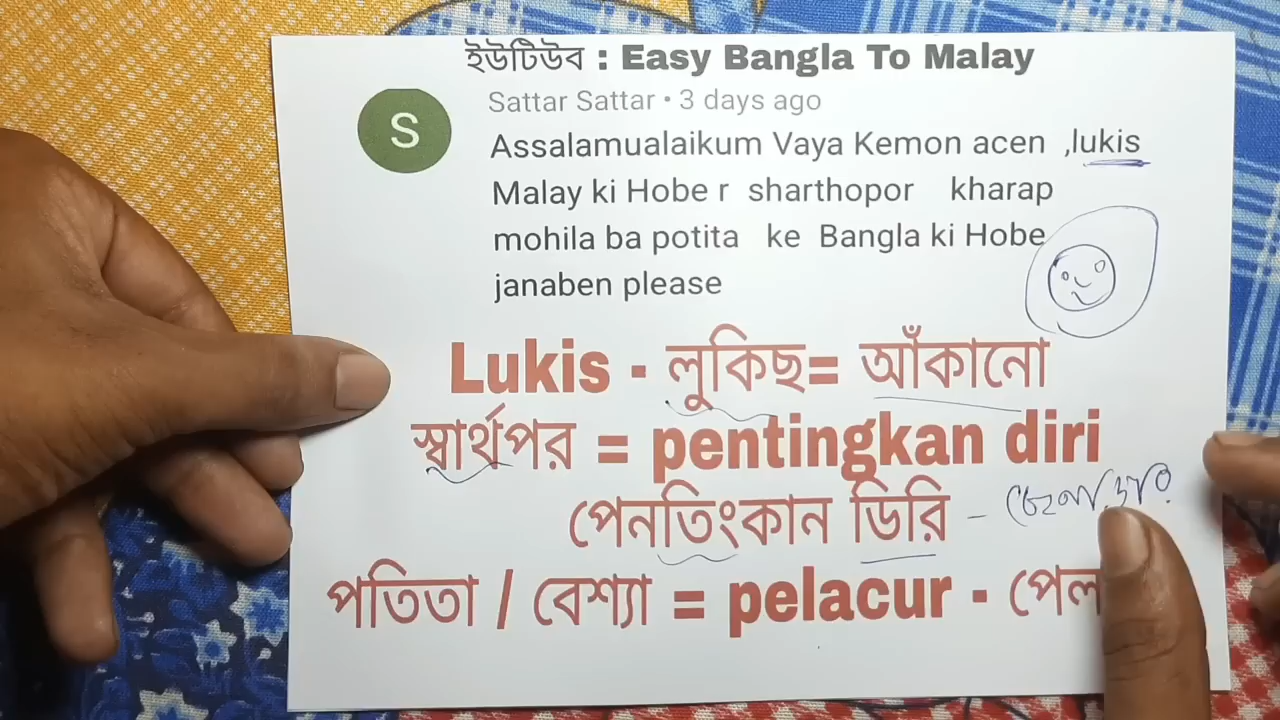 ইউটিউব : Easy Bangla To Malay
S
Sattar Sattar • 3 days ago
Assalamualaikum Vaya Kemon acen ,lukis
Malay ki Hobe r sharthopor kharap
mohila ba potita ke Bangla ki Hobe
janaben please
Lukis - লুকিছ= আঁকানো
স্বার্থপর = pentingkan diri
পেনতিংকান ডিরি -
পতিতা / বেশ্যা = pelacur - পেল